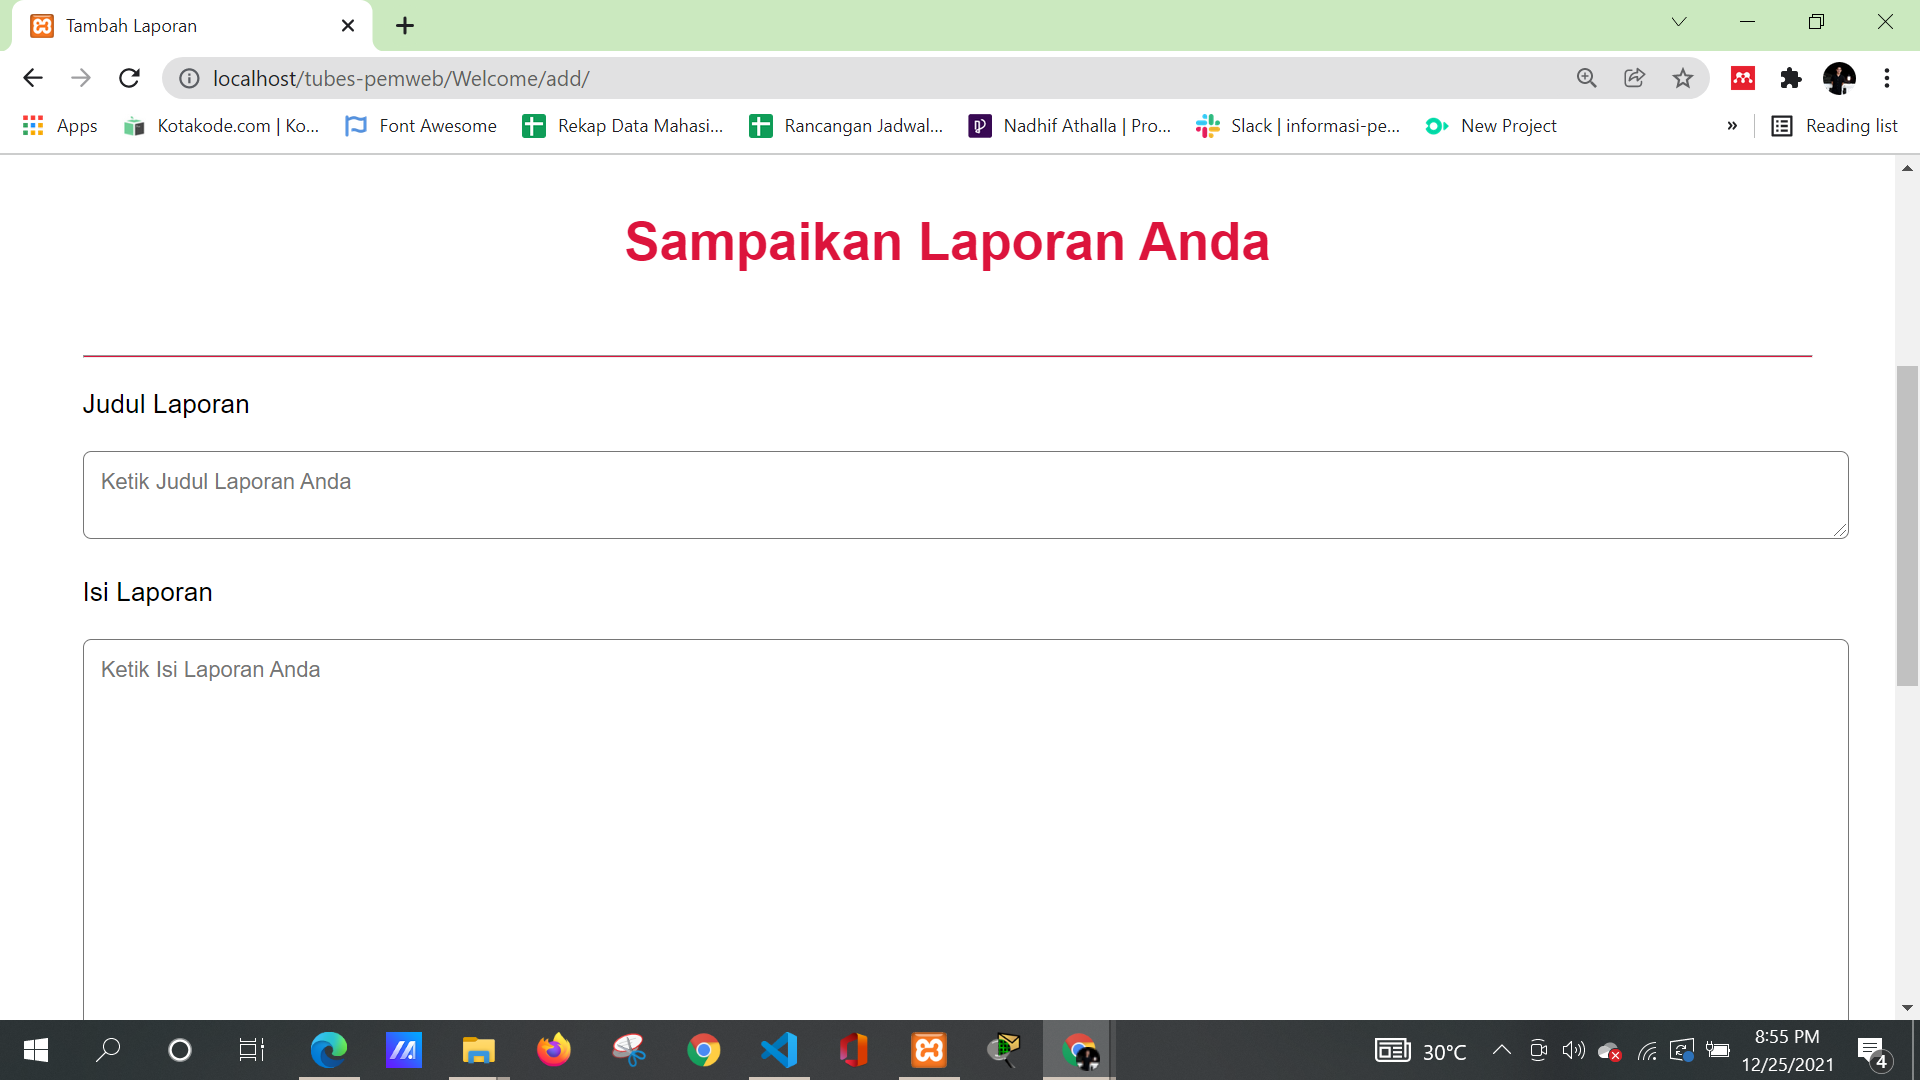 Tambah Laporan
localhost/tubes-pemweb/Welcome/add/
Apps Kotakode.com | Ko... Font Awesome Rekap Data Mahasi... Rancangan Jadwal... Nadhif Athalla | Pro... Slack | informasi-pe... New Project » Reading list
Sampaikan Laporan Anda
Judul Laporan
Ketik Judul Laporan Anda
Isi Laporan
Ketik Isi Laporan Anda
30°C
8:55 PM
12/25/2021
4